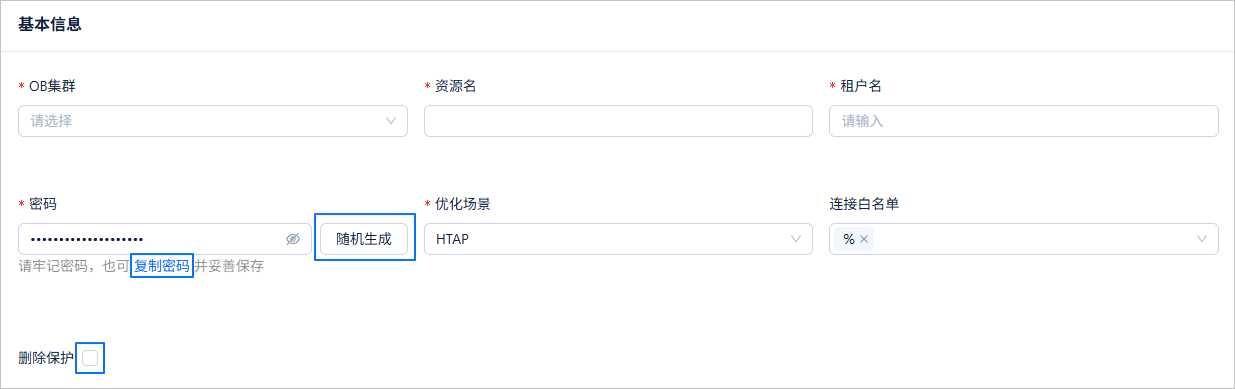 基本信息
* OB集群
* 资源名
* 租户名
请选择
请输入
* 密码
* 优化场景
连接白名单
••••••••••••••••••••
随机生成
HTAP
% ×
请牢记密码，也可 复制密码 并妥善保存
删除保护